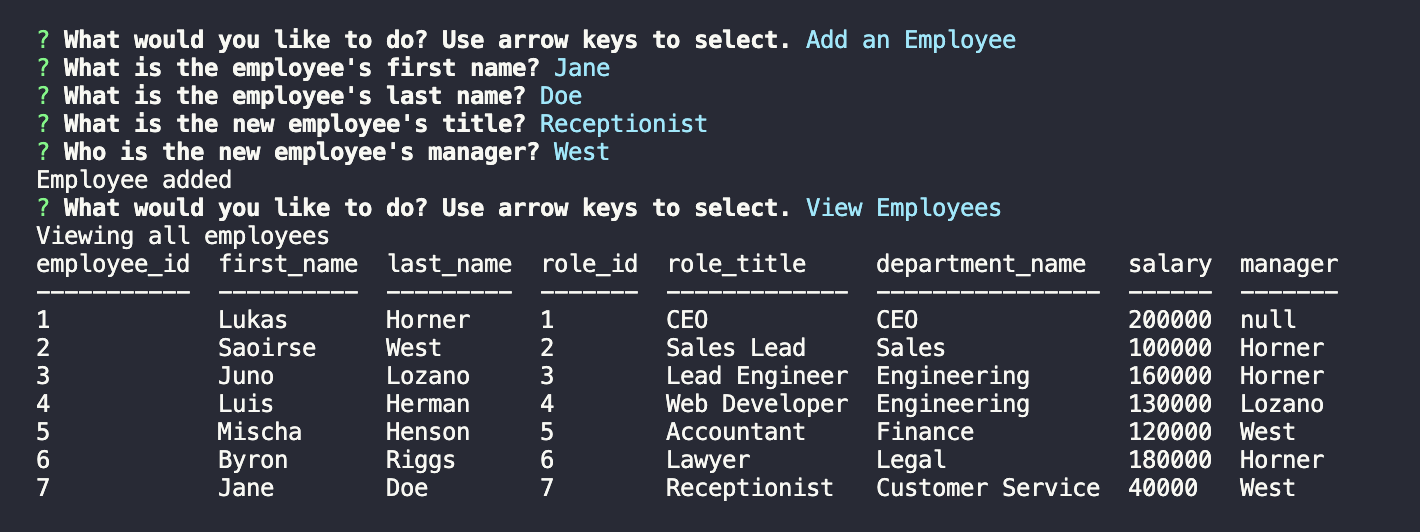 ? What would you like to do? Use arrow keys to select. Add an Employee
? What is the employee's first name? Jane
? What is the employee's last name? Doe
? What is the new employee's title? Receptionist
? Who is the new employee's manager? West
Employee added
? What would you like to do? Use arrow keys to select. View Employees
Viewing all employees
employee_id  first_name  last_name  role_id  role_title     department_name   salary  manager
-----------  ----------  ---------  -------  -------------  ----------------  ------  -------
1            Lukas       Horner     1        CEO            CEO               200000  null
2            Saoirse     West       2        Sales Lead     Sales             100000  Horner
3            Juno        Lozano     3        Lead Engineer  Engineering       160000  Horner
4            Luis        Herman     4        Web Developer  Engineering       130000  Lozano
5            Mischa      Henson     5        Accountant     Finance           120000  West
6            Byron       Riggs      6        Lawyer         Legal             180000  Horner
7            Jane        Doe        7        Receptionist   Customer Service  40000   West